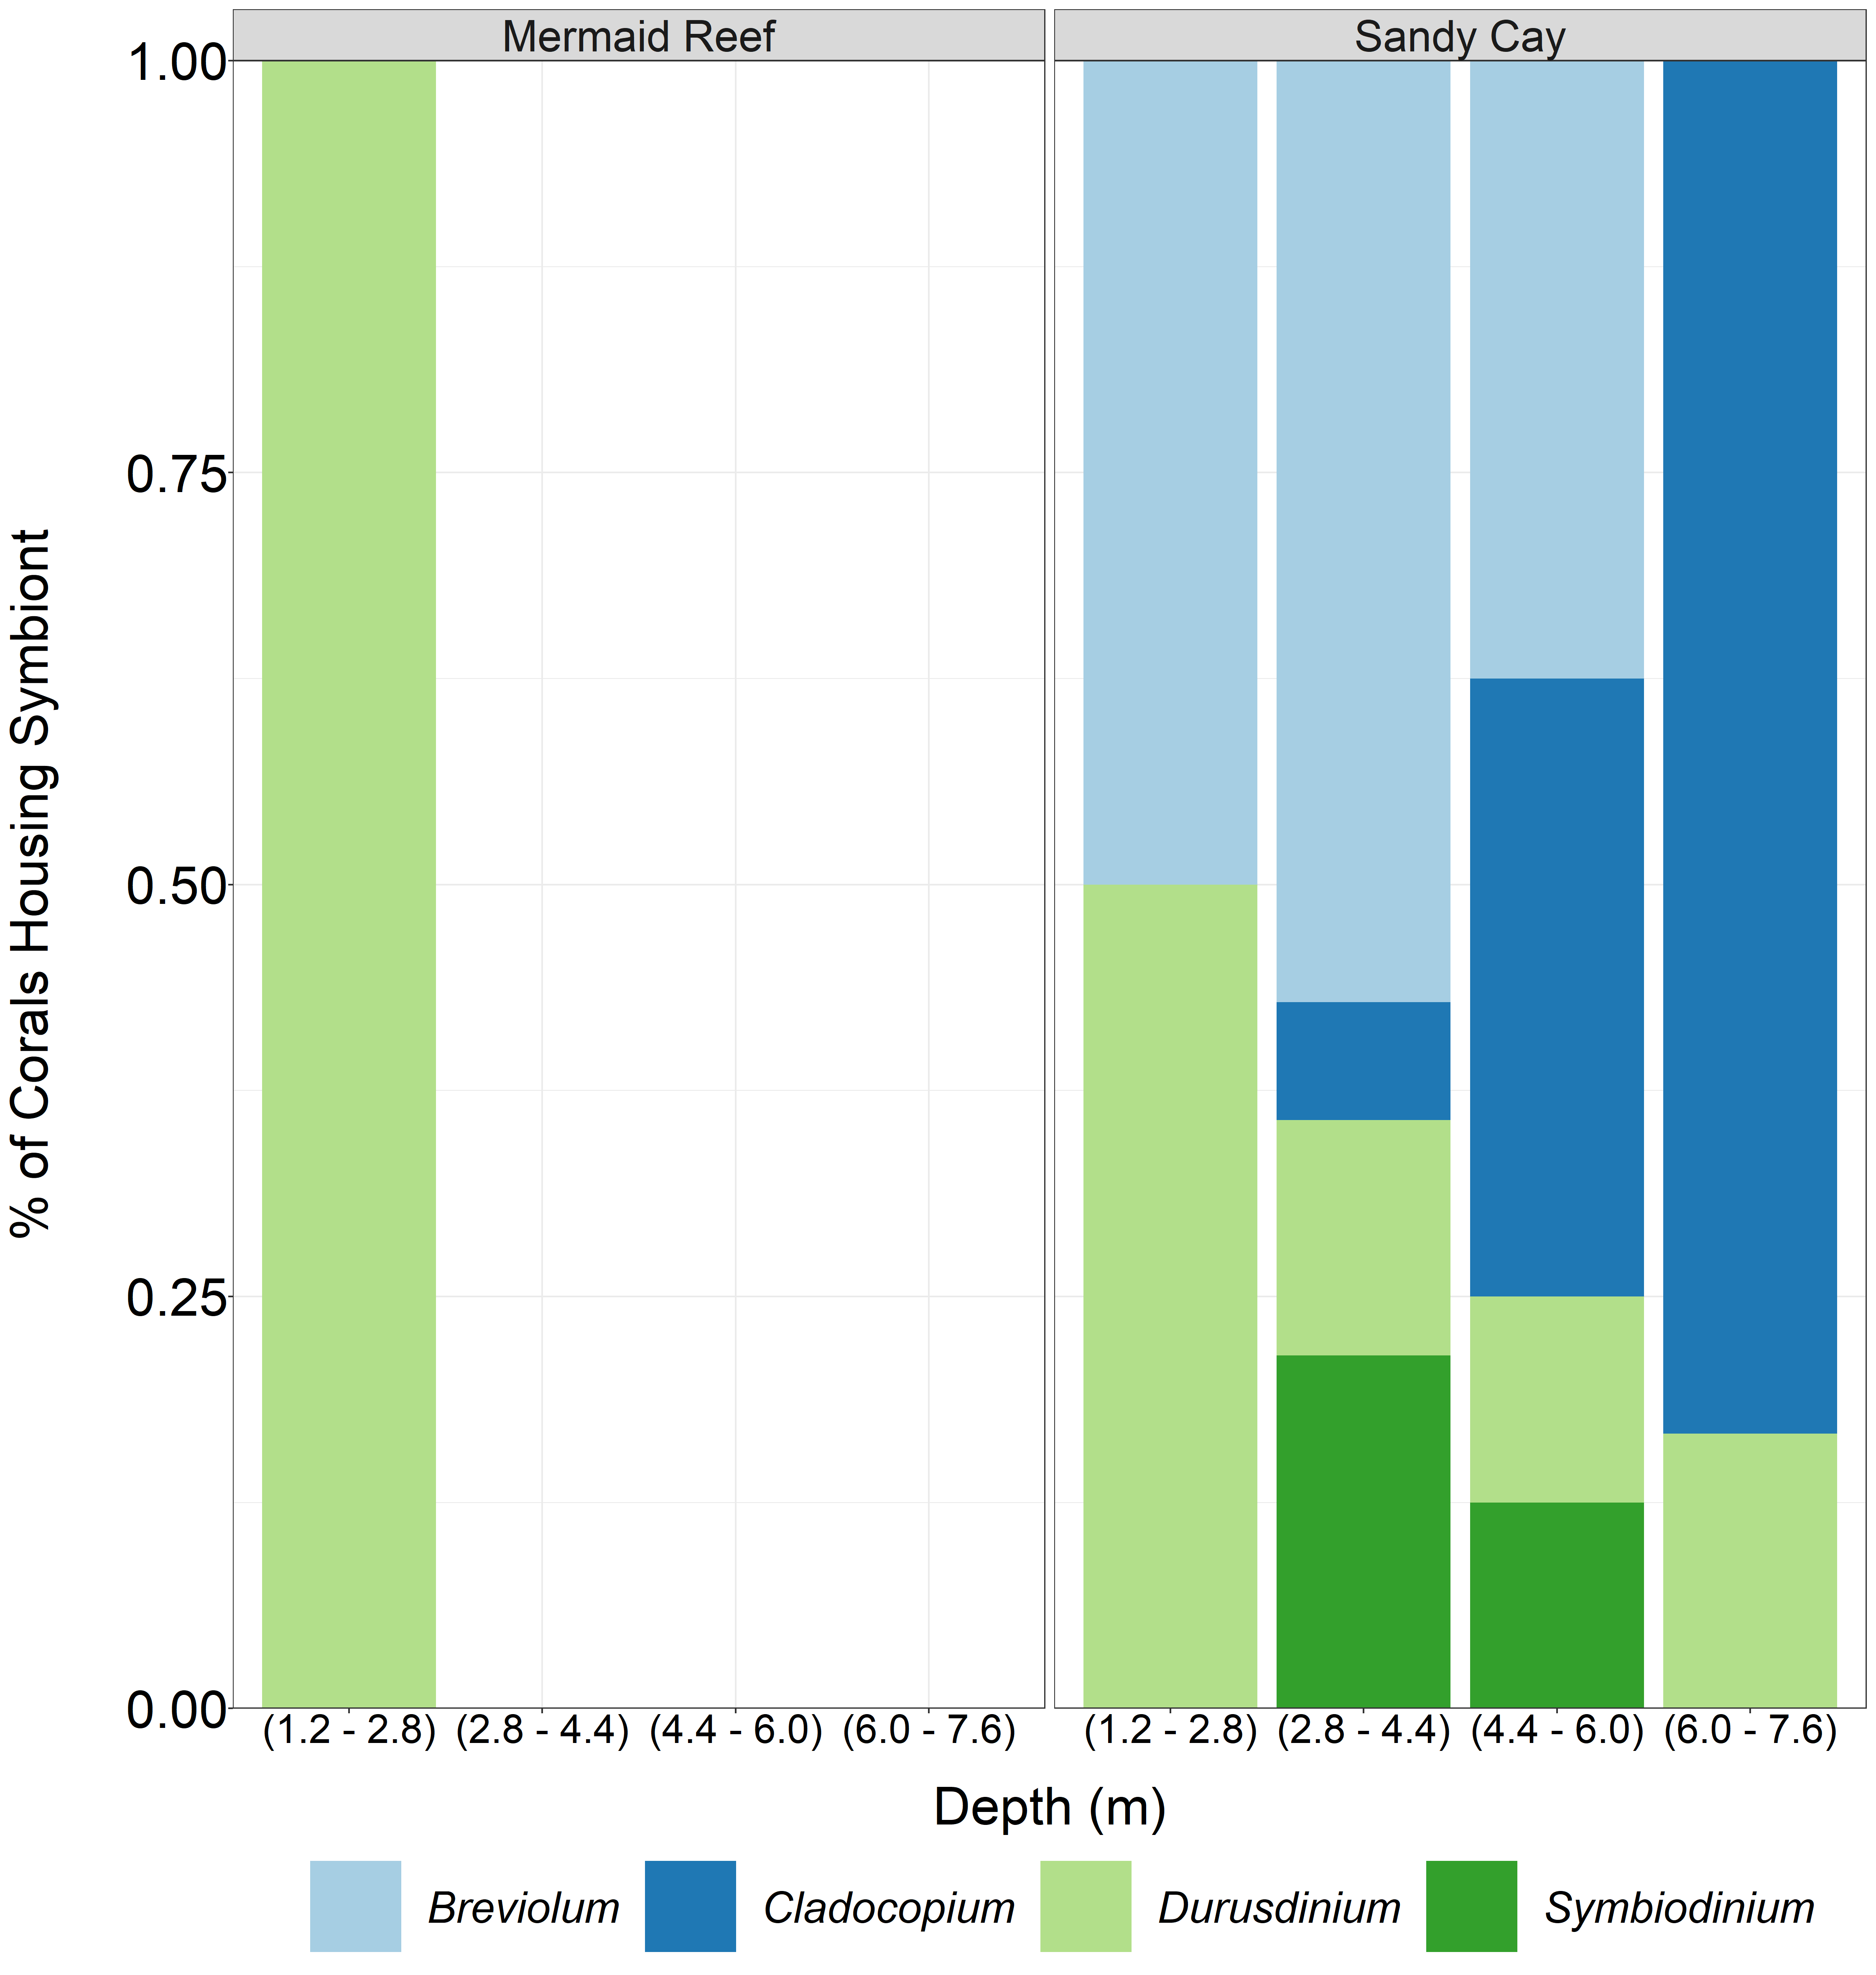 Mermaid Reef
Sandy Cay
% of Corals Housing Symbiont
1.00
0.75
0.50
0.25
0.00
(1.2 - 2.8) (2.8 - 4.4) (4.4 - 6.0) (6.0 - 7.6)
(1.2 - 2.8) (2.8 - 4.4) (4.4 - 6.0) (6.0 - 7.6)
Depth (m)
Breviolum Cladocopium Durusdinium Symbiodinium